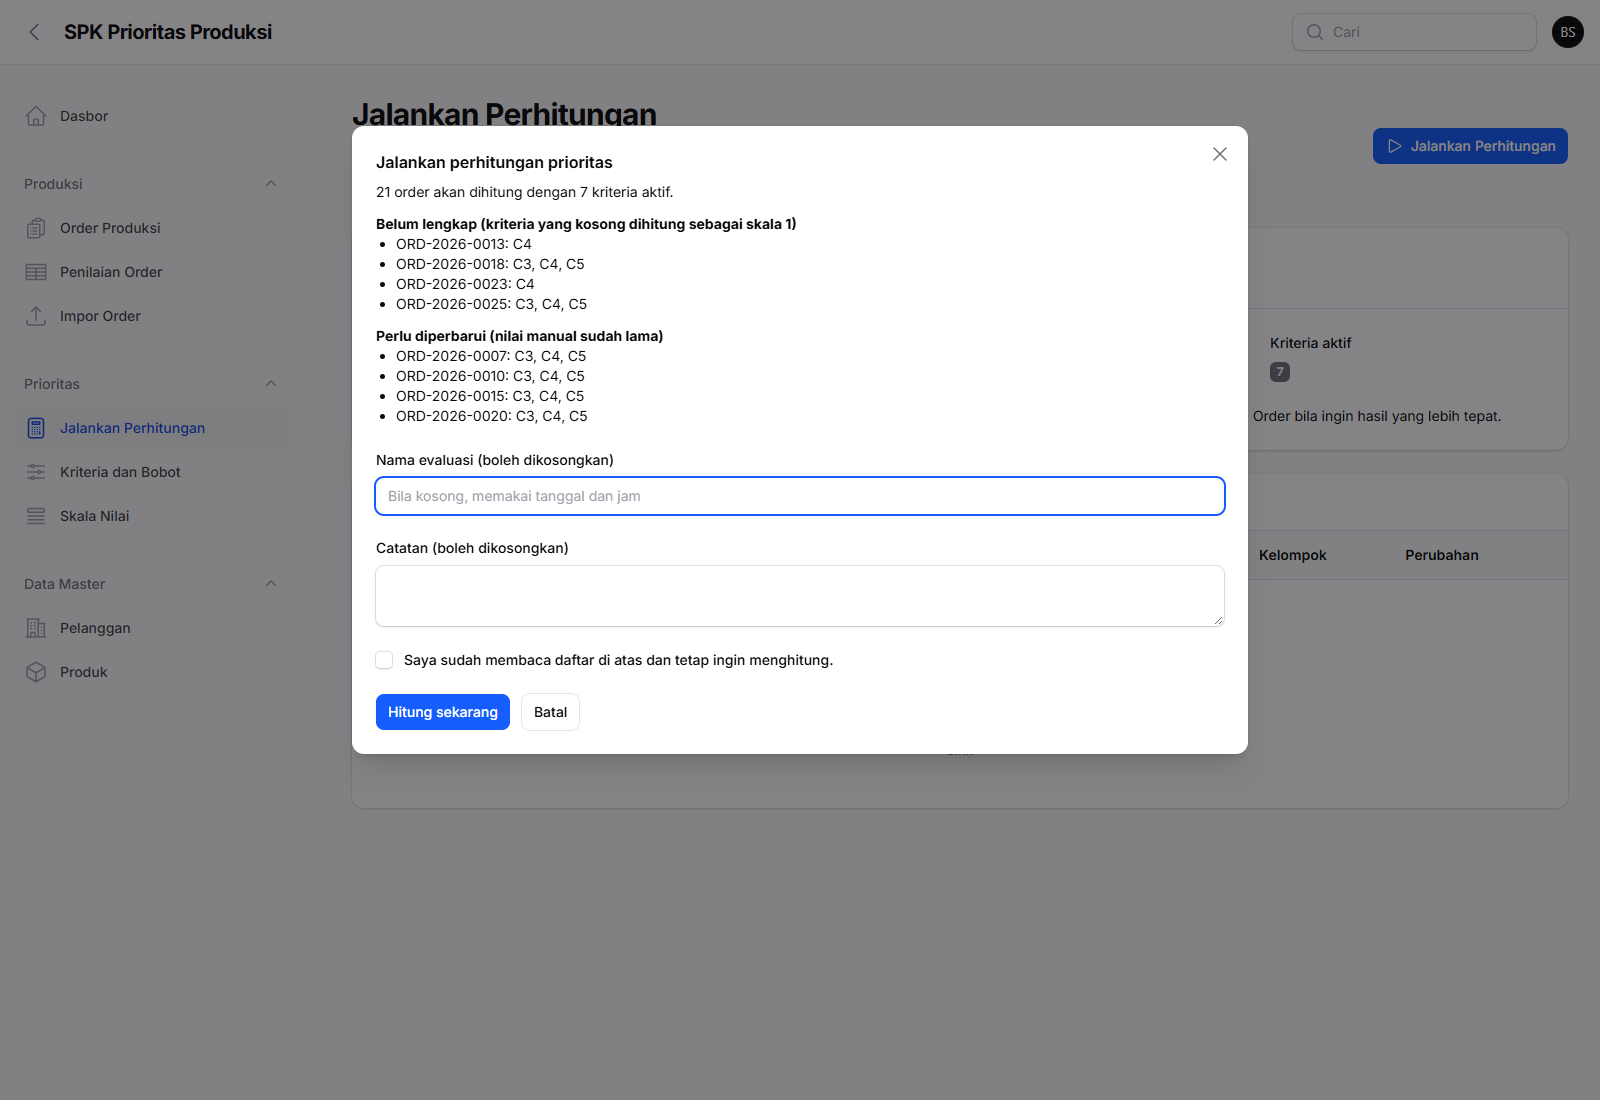 SPK Prioritas Produksi
Cari
BS
Dasbor
Produksi
Order Produksi
Penilaian Order
Impor Order
Prioritas
Jalankan Perhitungan
Kriteria dan Bobot
Skala Nilai
Data Master
Pelanggan
Produk
Jalankan Perhitungan
Jalankan Perhitungan
Jalankan perhitungan prioritas
21 order akan dihitung dengan 7 kriteria aktif.
Belum lengkap (kriteria yang kosong dihitung sebagai skala 1)
ORD-2026-0013: C4
ORD-2026-0018: C3, C4, C5
ORD-2026-0023: C4
ORD-2026-0025: C3, C4, C5
Perlu diperbarui (nilai manual sudah lama)
ORD-2026-0007: C3, C4, C5
ORD-2026-0010: C3, C4, C5
ORD-2026-0015: C3, C4, C5
ORD-2026-0020: C3, C4, C5
Nama evaluasi (boleh dikosongkan)
Bila kosong, memakai tanggal dan jam
Catatan (boleh dikosongkan)
Saya sudah membaca daftar di atas dan tetap ingin menghitung.
Hitung sekarang
Batal
Kriteria aktif
7
Order bila ingin hasil yang lebih tepat.
Kelompok
Perubahan